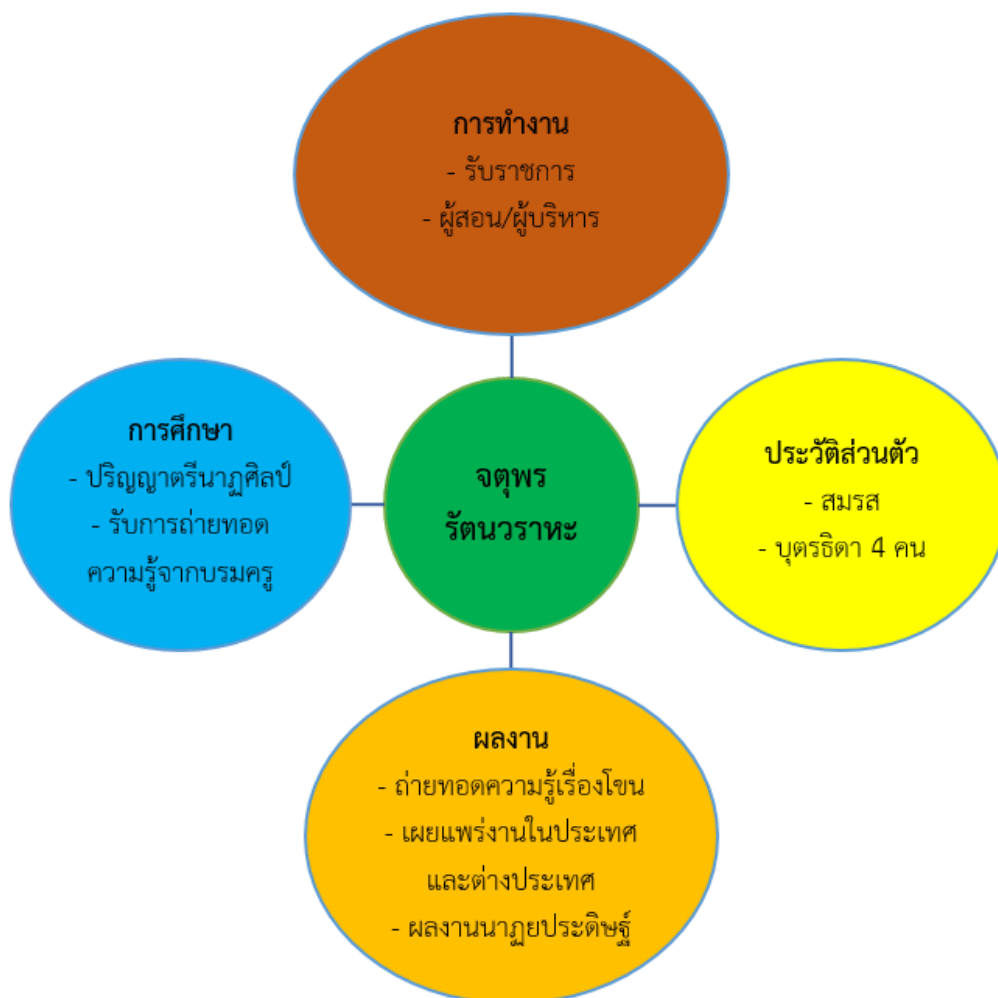 การทำงาน
- รับราชการ
- ผู้สอน/ผู้บริหาร
การศึกษา
- ปริญญาตรีนาฏศิลป์
- รับการถ่ายทอด
ความรู้จากบรมครู
จตุพร
รัตนวราหะ
ประวัติส่วนตัว
- สมรส
- บุตรธิดา 4 คน
ผลงาน
- ถ่ายทอดความรู้เรื่องโขน
- เผยแพร่งานในประเทศ
และต่างประเทศ
- ผลงานนาฏยประดิษฐ์